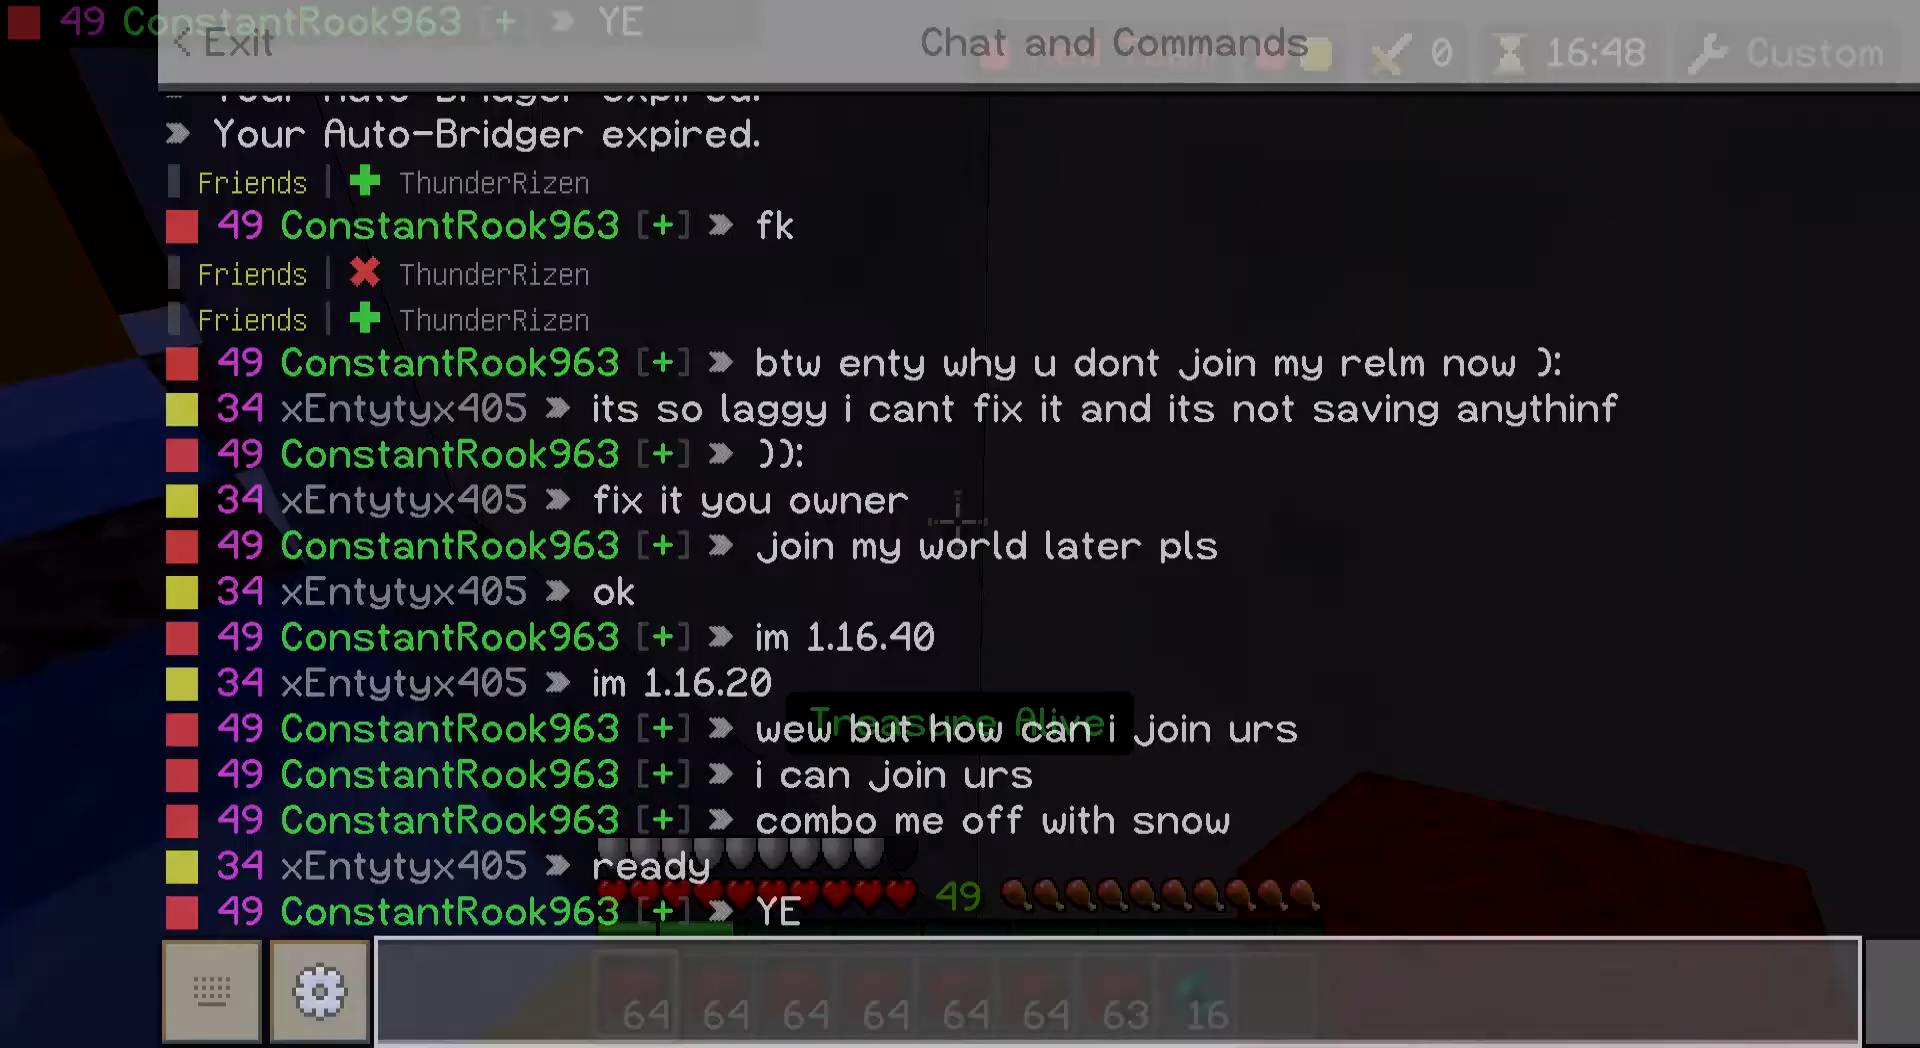 49 ConstantRook963 [+] » YE
< Exit
Chat and Commands
0
16:48
Custom
Your Auto-Bridger expired.
» Your Auto-Bridger expired.
Friends | + ThunderRizen
49 ConstantRook963 [+] » fk
Friends | ✖ ThunderRizen
Friends | + ThunderRizen
49 ConstantRook963 [+] » btw enty why u dont join my relm now ):
34 xEntytyx405 » its so laggy i cant fix it and its not saving anythinf
49 ConstantRook963 [+] » )):
34 xEntytyx405 » fix it you owner
49 ConstantRook963 [+] » join my world later pls
34 xEntytyx405 » ok
49 ConstantRook963 [+] » im 1.16.40
34 xEntytyx405 » im 1.16.20
Treasure Alive
49 ConstantRook963 [+] » wew but how can i join urs
49 ConstantRook963 [+] » i can join urs
49 ConstantRook963 [+] » combo me off with snow
34 xEntytyx405 » ready
49
49 ConstantRook963 [+] » YE
64 64 64 64 64 64 63 16